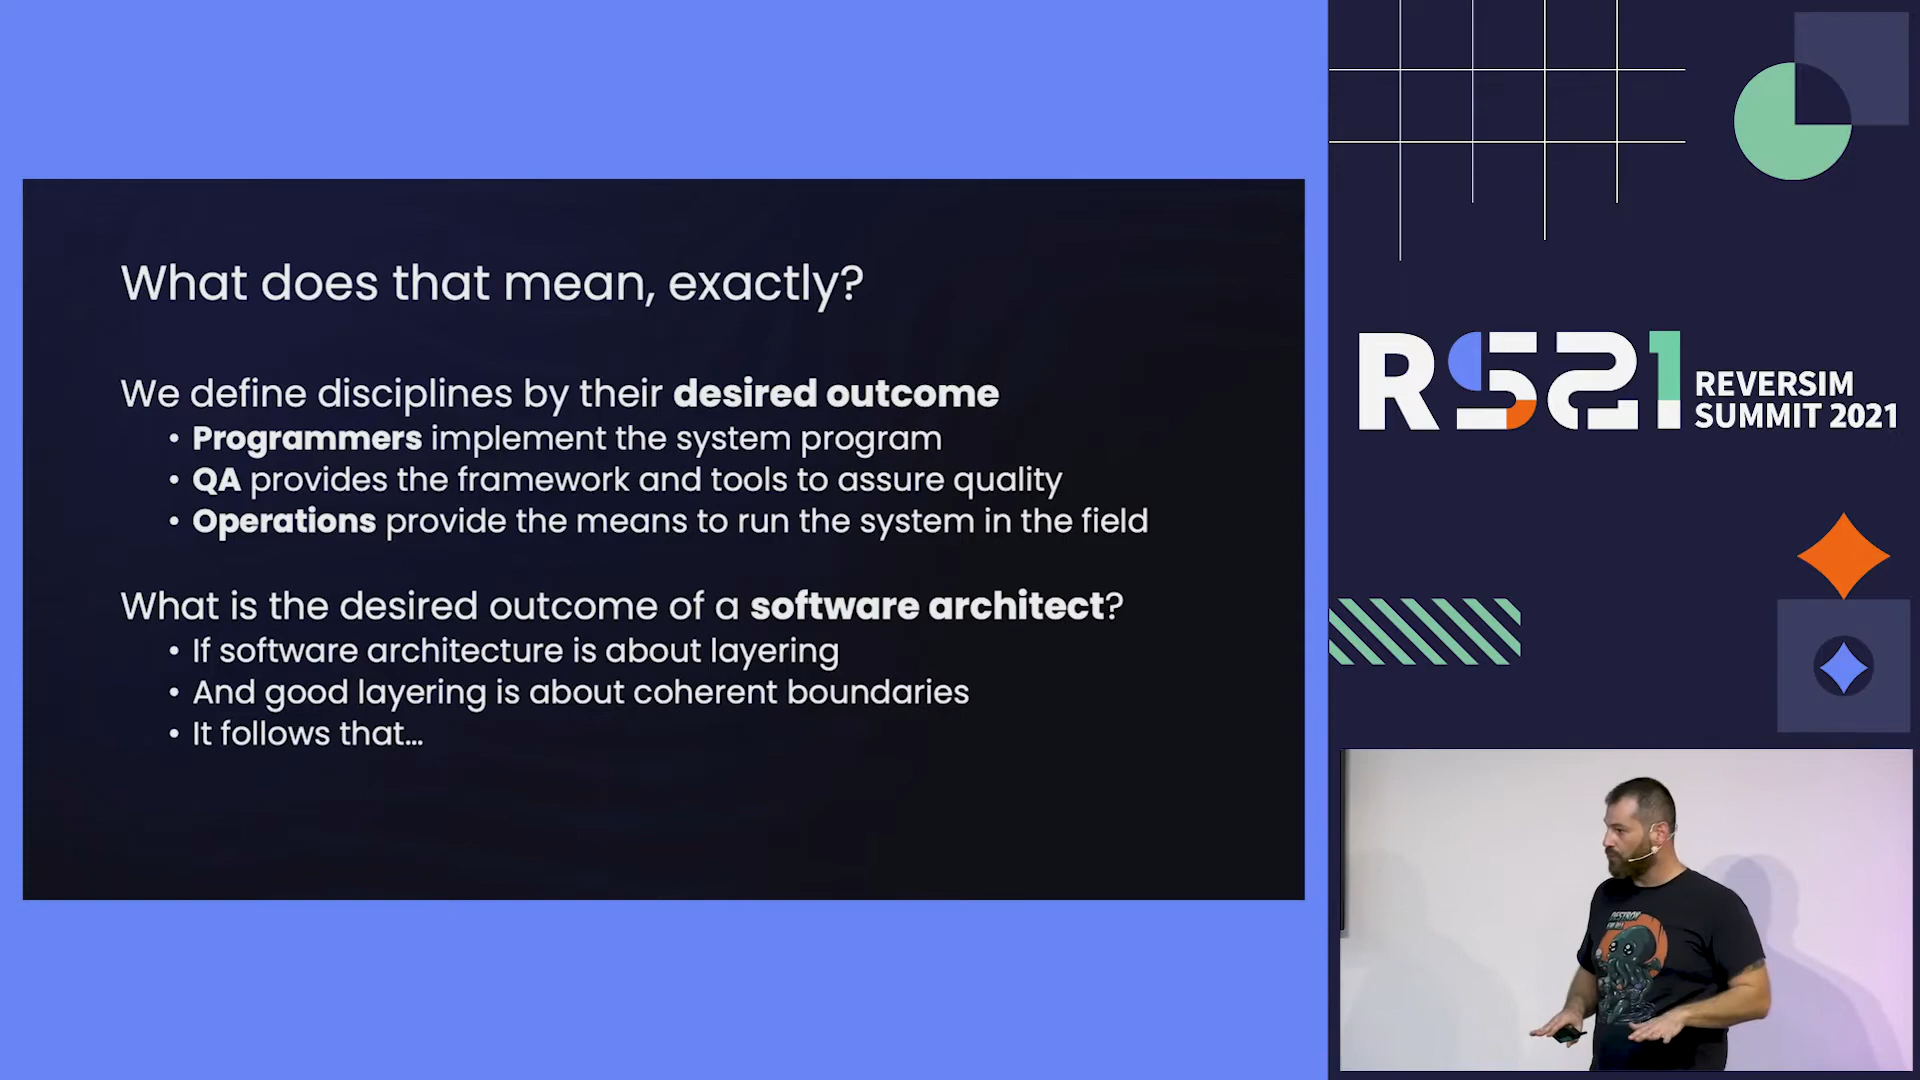 What does that mean, exactly?
We define disciplines by their desired outcome
• Programmers implement the system program
• QA provides the framework and tools to assure quality
• Operations provide the means to run the system in the field
What is the desired outcome of a software architect?
• If software architecture is about layering
• And good layering is about coherent boundaries
• It follows that...
RS21
REVERSIM
SUMMIT 2021
DESTROY